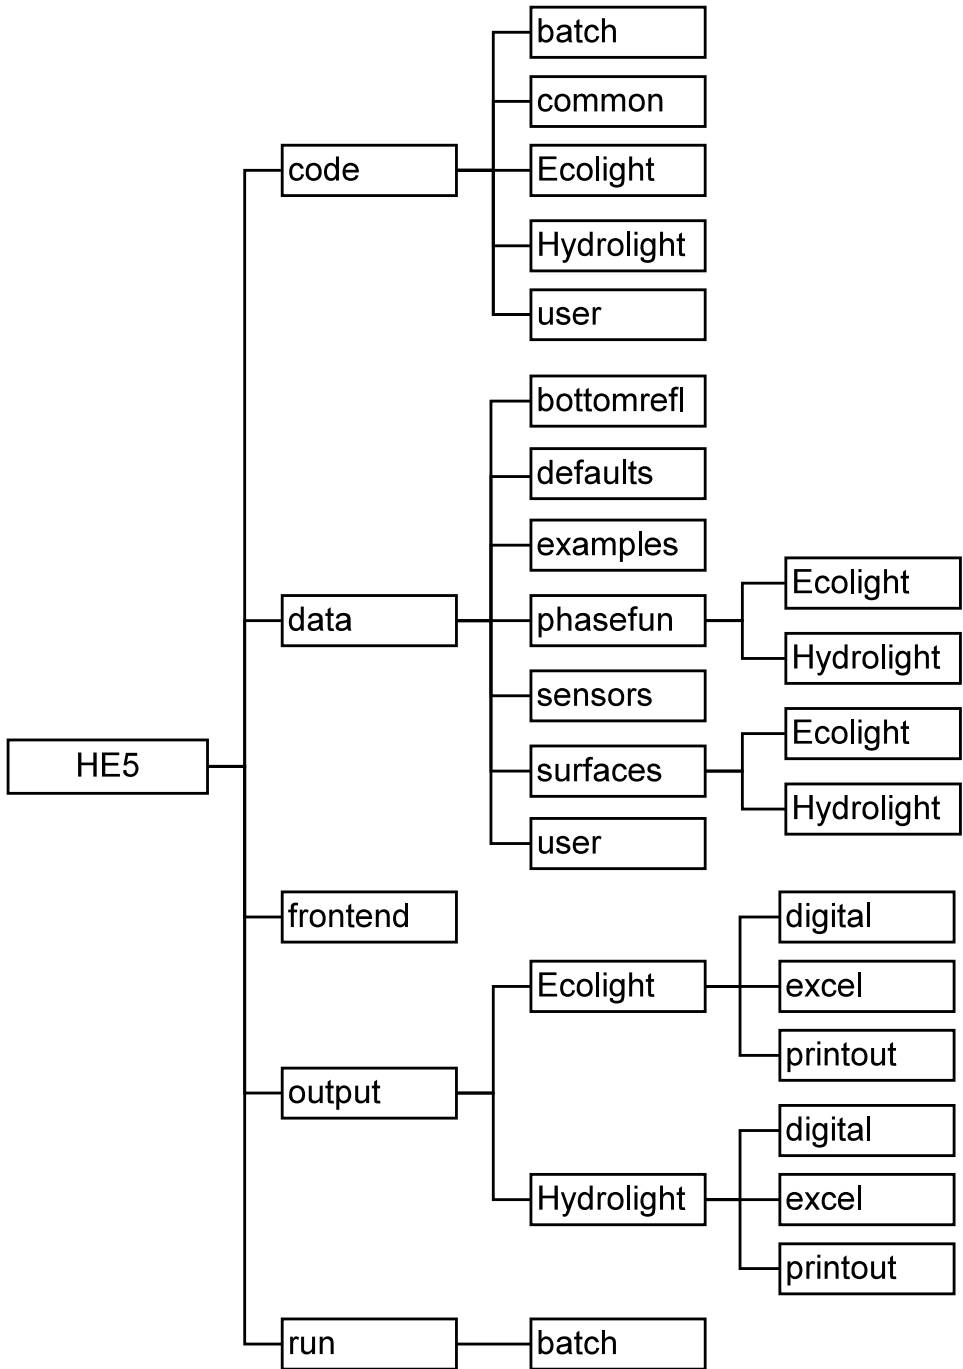 batch
common
code
Ecolight
Hydrolight
user
bottomrefl
defaults
examples
Ecolight
data
phasefun
Hydrolight
sensors
Ecolight
HE5
surfaces
Hydrolight
user
frontend
digital
Ecolight
excel
printout
output
digital
Hydrolight
excel
printout
run
batch